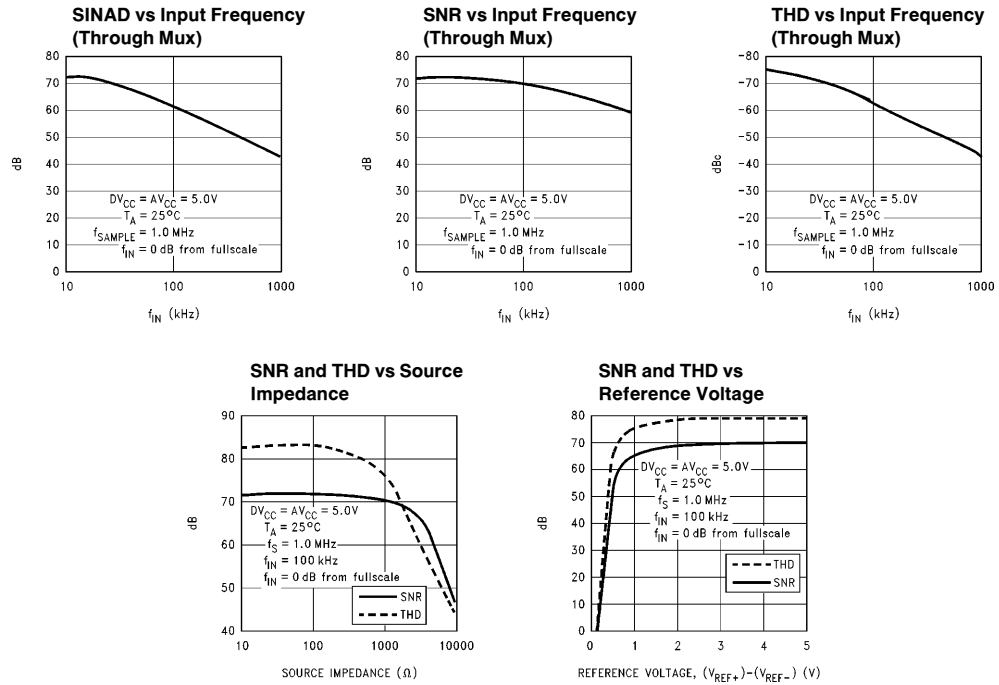 SINAD vs Input Frequency
(Through Mux)
80
70
60
50
40
30
20
10
0
dB
DVCC = AVCC = 5.0V
TA = 25°C
fSAMPLE = 1.0 MHz
fIN = 0 dB from fullscale
10
100
1000
fIN (kHz)
SNR vs Input Frequency
(Through Mux)
80
70
60
50
40
30
20
10
0
dB
DVCC = AVCC = 5.0V
TA = 25°C
fSAMPLE = 1.0 MHz
fIN = 0 dB from fullscale
10
100
1000
fIN (kHz)
THD vs Input Frequency
(Through Mux)
-80
-70
-60
-50
-40
-30
-20
-10
0
dBc
DVCC = AVCC = 5.0V
TA = 25°C
fSAMPLE = 1.0 MHz
fIN = 0 dB from fullscale
10
100
1000
fIN (kHz)
SNR and THD vs Source
Impedance
90
80
70
60
50
40
dB
DVCC = AVCC = 5.0V
TA = 25°C
fS = 1.0 MHz
fIN = 100 kHz
fIN = 0 dB from fullscale
SNR
THD
10
100
1000
10000
SOURCE IMPEDANCE (Ω)
SNR and THD vs
Reference Voltage
80
70
60
50
40
30
20
10
0
dB
DVCC = AVCC = 5.0V
TA = 25°C
fS = 1.0 MHz
fIN = 100 kHz
fIN = 0 dB from fullscale
THD
SNR
0
1
2
3
4
5
REFERENCE VOLTAGE, (VREF+)-(VREF-) (V)